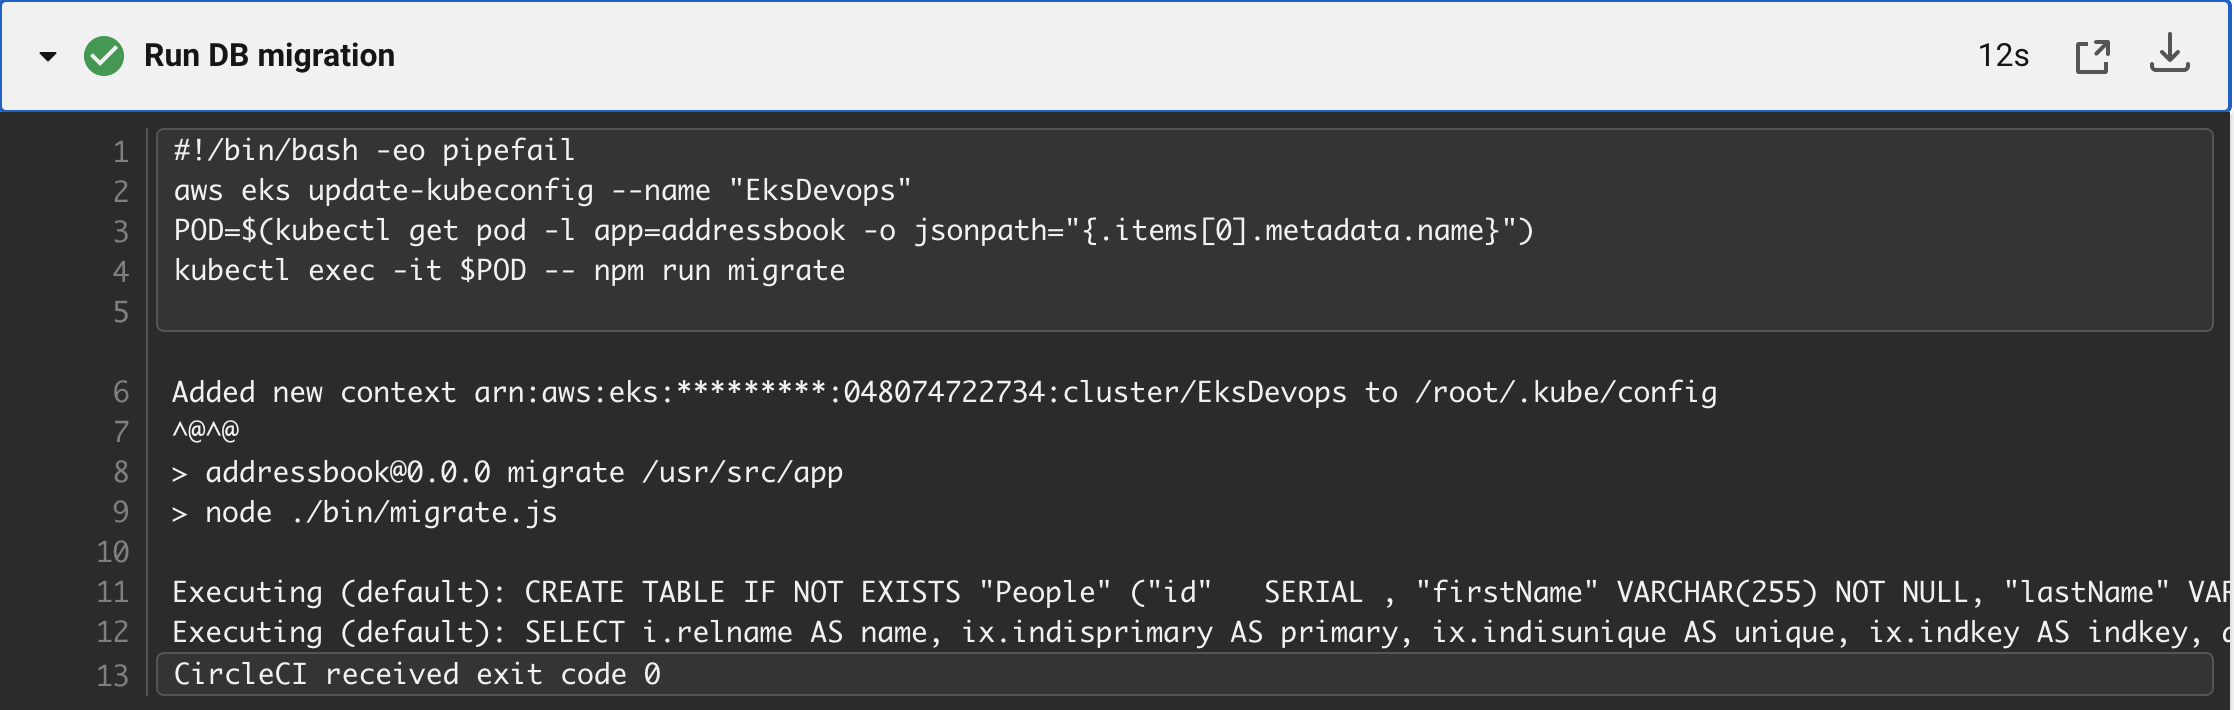 Run DB migration 12s
1 #!/bin/bash -eo pipefail
2 aws eks update-kubeconfig --name "EksDevops"
3 POD=$(kubectl get pod -l app=addressbook -o jsonpath="{.items[0].metadata.name}")
4 kubectl exec -it $POD -- npm run migrate
5
6 Added new context arn:aws:eks:*********:048074722734:cluster/EksDevops to /root/.kube/config
7 ^@^@
8 > addressbook@0.0.0 migrate /usr/src/app
9 > node ./bin/migrate.js
10
11 Executing (default): CREATE TABLE IF NOT EXISTS "People" ("id"   SERIAL , "firstName" VARCHAR(255) NOT NULL, "lastName" VAR
12 Executing (default): SELECT i.relname AS name, ix.indisprimary AS primary, ix.indisunique AS unique, ix.indkey AS indkey,
13 CircleCI received exit code 0